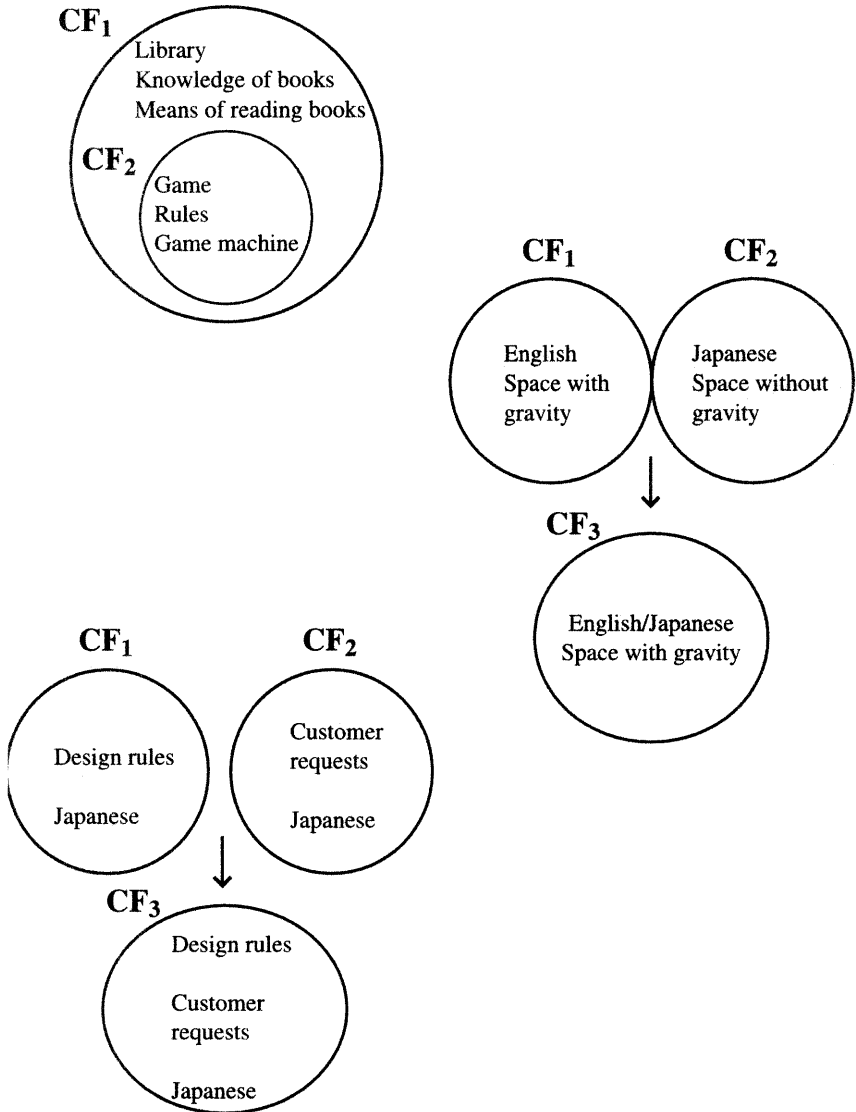 CF1
Library
Knowledge of books
Means of reading books
CF2
Game
Rules
Game machine
CF1
CF2
English
Space with
gravity
Japanese
Space without
gravity
CF3
English/Japanese
Space with gravity
CF1
CF2
Design rules
Japanese
Customer
requests
Japanese
CF3
Design rules
Customer
requests
Japanese